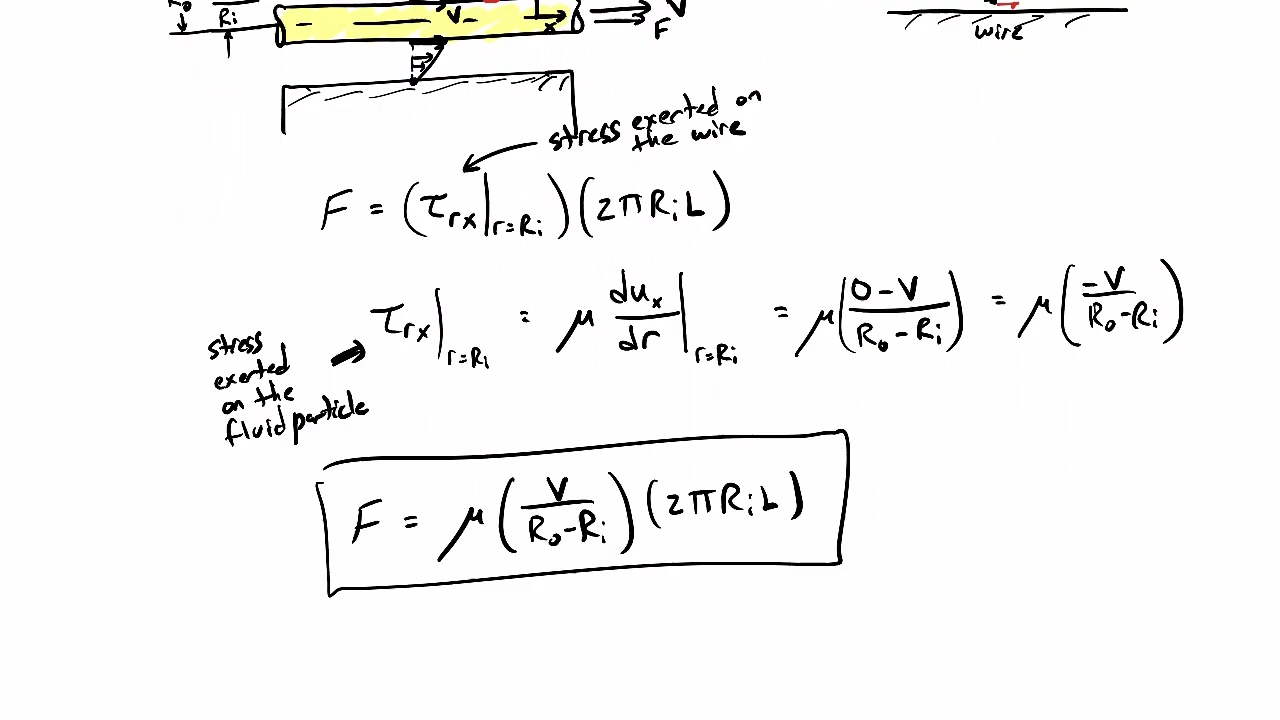 Ri
V
x
V
F
wire
stress exerted on
the wire
F = (τrx|r=Ri)(2πRiL)
stress
exerted
on the
fluid particle
τrx|r=Ri = μ dux/dr|r=Ri = μ(0-V/Ro-Ri) = μ(-V/Ro-Ri)
F = μ(V/Ro-Ri)(2πRiL)